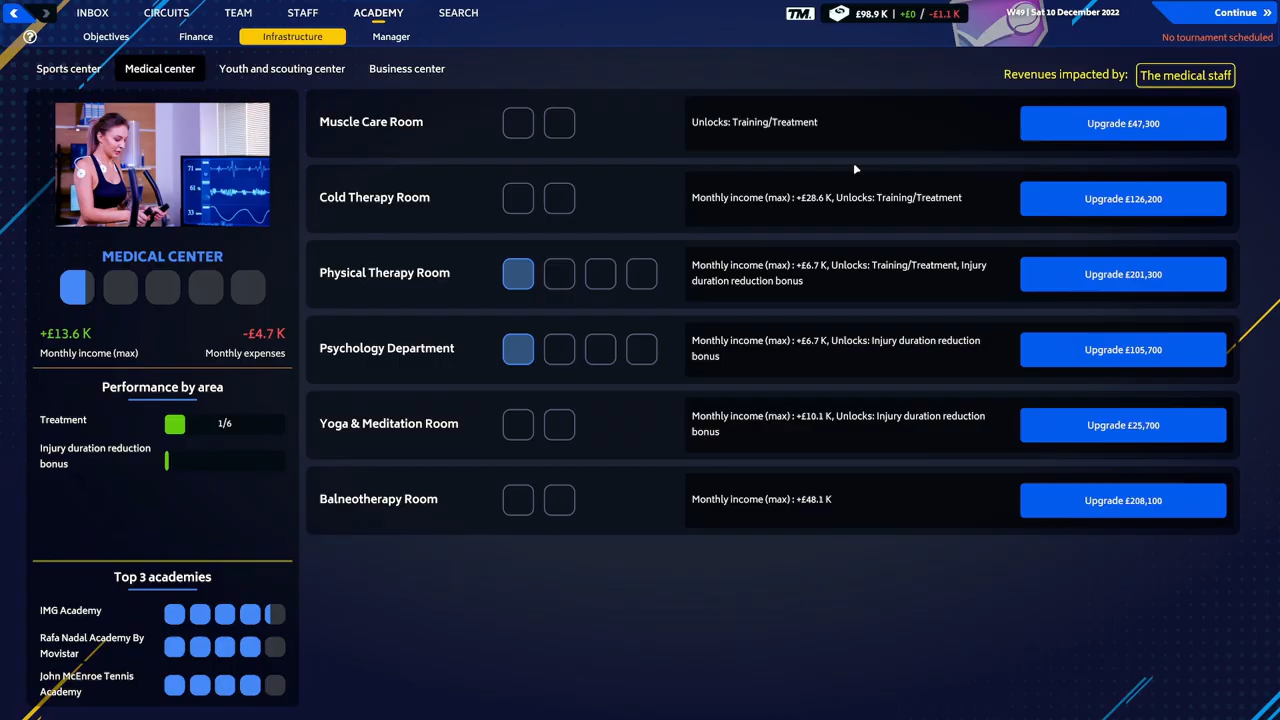 INBOX CIRCUITS TEAM STAFF ACADEMY SEARCH
TM. £98.9 K | +£0 / -£1.1 K
W49 | Sat 10 December 2022
Continue
Objectives Finance Infrastructure Manager
No tournament scheduled
Sports center Medical center Youth and scouting center Business center
Revenues impacted by: The medical staff
MEDICAL CENTER
+£13.6 K -£4.7 K
Monthly income (max) Monthly expenses
Performance by area
Treatment 1/6
Injury duration reduction
bonus
Top 3 academies
IMG Academy
Rafa Nadal Academy By
Movistar
John McEnroe Tennis
Academy
Muscle Care Room
Unlocks: Training/Treatment
Upgrade £47,300
Cold Therapy Room
Monthly income (max) : +£28.6 K, Unlocks: Training/Treatment
Upgrade £126,200
Physical Therapy Room
Monthly income (max) : +£6.7 K, Unlocks: Training/Treatment, Injury
duration reduction bonus
Upgrade £201,300
Psychology Department
Monthly income (max) : +£6.7 K, Unlocks: Injury duration reduction
bonus
Upgrade £105,700
Yoga & Meditation Room
Monthly income (max) : +£10.1 K, Unlocks: Injury duration reduction
bonus
Upgrade £25,700
Balneotherapy Room
Monthly income (max) : +£48.1 K
Upgrade £208,100